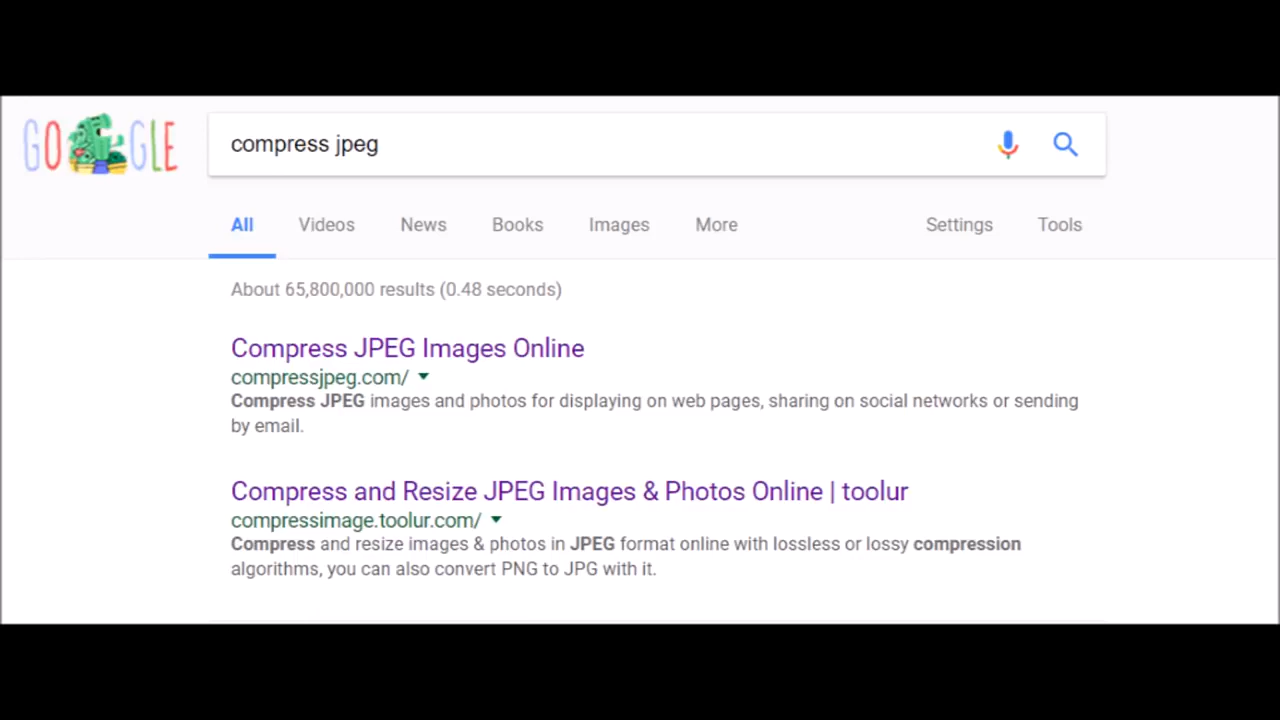 GOOGLE
compress jpeg
All Videos News Books Images More Settings Tools
About 65,800,000 results (0.48 seconds)
Compress JPEG Images Online
compressjpeg.com/
Compress JPEG images and photos for displaying on web pages, sharing on social networks or sending
by email.
Compress and Resize JPEG Images & Photos Online | toolur
compressimage.toolur.com/
Compress and resize images & photos in JPEG format online with lossless or lossy compression
algorithms, you can also convert PNG to JPG with it.